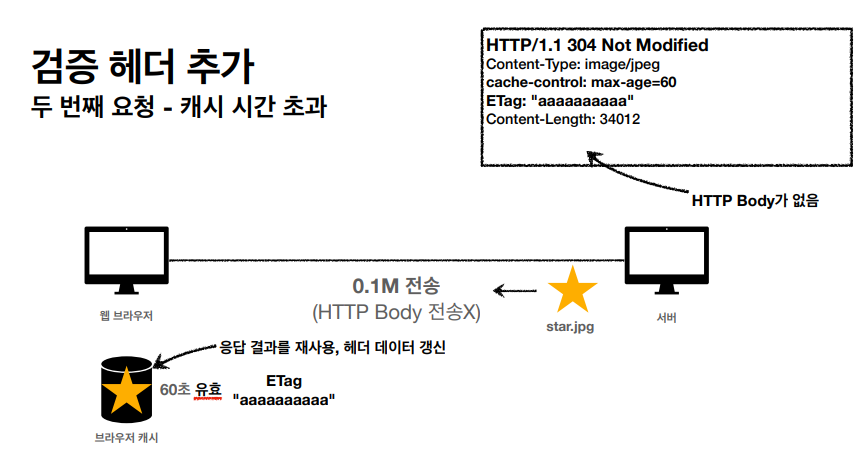 검증 헤더 추가
두 번째 요청 - 캐시 시간 초과
HTTP/1.1 304 Not Modified
Content-Type: image/jpeg
cache-control: max-age=60
ETag: "aaaaaaaaaa"
Content-Length: 34012
HTTP Body가 없음
0.1M 전송
(HTTP Body 전송X)
star.jpg
웹 브라우저
서버
응답 결과를 재사용, 헤더 데이터 갱신
60초 유효
ETag
"aaaaaaaaaa"
브라우저 캐시